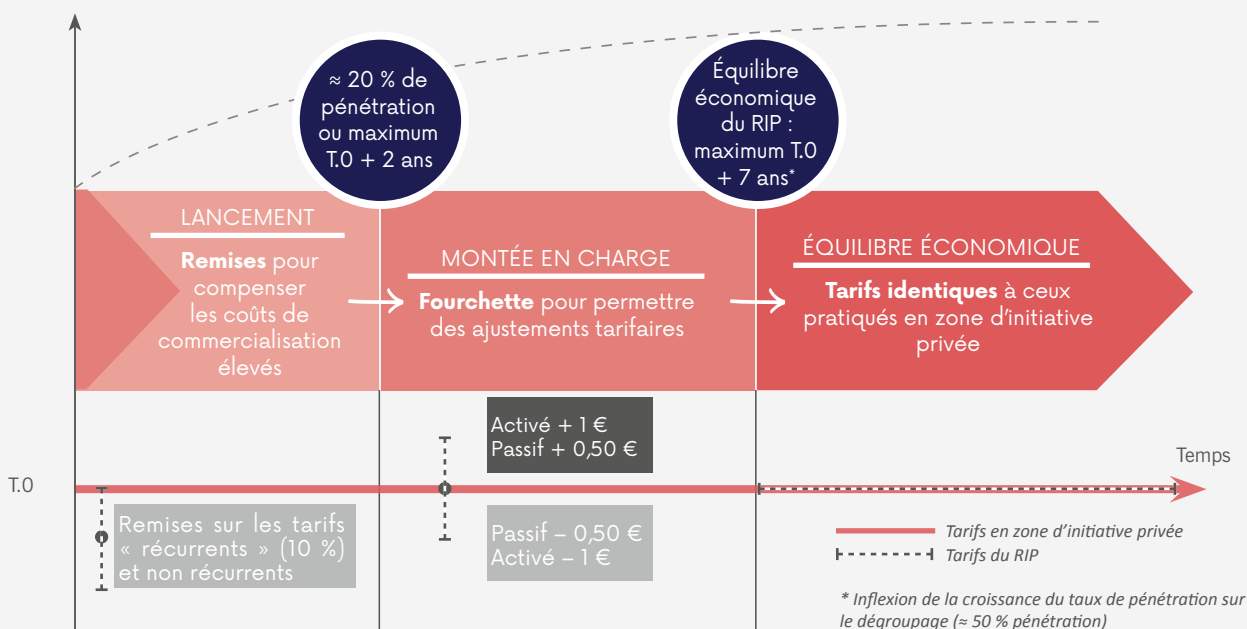 ≈ 20 % de
pénétration
ou maximum
T.0 + 2 ans
Équilibre
économique
du RIP :
maximum T.0
+ 7 ans*
LANCEMENT
Remises pour
compenser
les coûts de
commercialisation
élevés
MONTÉE EN CHARGE
Fourchette pour permettre
des ajustements tarifaires
ÉQUILIBRE ÉCONOMIQUE
Tarifs identiques à ceux
pratiqués en zone d’initiative
privée
Activé + 1 €
Passif + 0,50 €
Temps
T.0
Remises sur les tarifs
« récurrents » (10 %)
et non récurrents
Passif – 0,50 €
Activé – 1 €
Tarifs en zone d’initiative privée
Tarifs du RIP
* Inflexion de la croissance du taux de pénétration sur
le dégroupage (≈ 50 % pénétration)